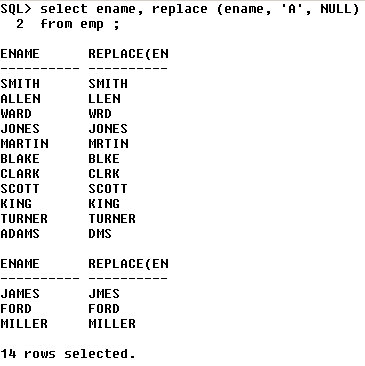 SQL> select ename, replace (ename, 'A', NULL)
  2  from emp ;
ENAME      REPLACE(EN
---------- ----------
SMITH      SMITH
ALLEN      LLEN
WARD       WRD
JONES      JONES
MARTIN     MRTIN
BLAKE      BLKE
CLARK      CLRK
SCOTT      SCOTT
KING       KING
TURNER     TURNER
ADAMS      DMS
ENAME      REPLACE(EN
---------- ----------
JAMES      JMES
FORD       FORD
MILLER     MILLER
14 rows selected.